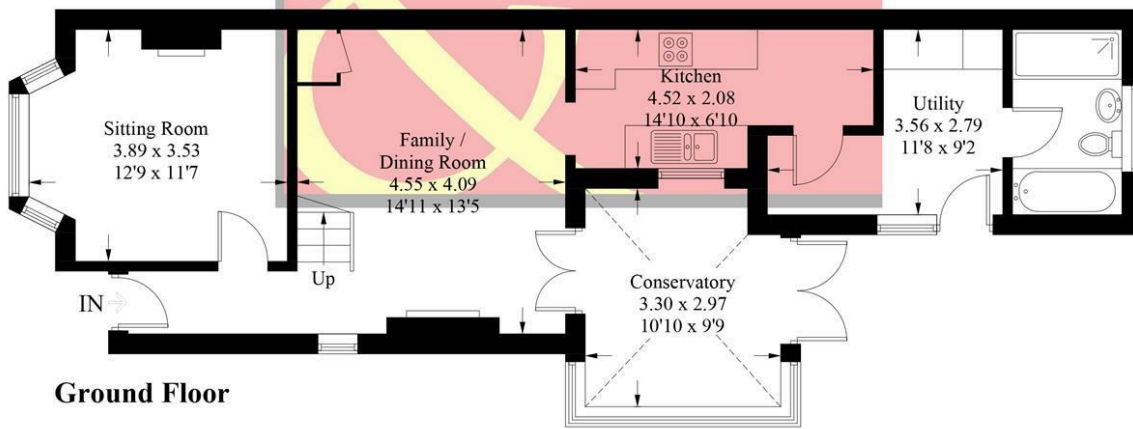 Sitting Room
3.89 x 3.53
12'9 x 11'7
Family /
Dining Room
4.55 x 4.09
14'11 x 13'5
Kitchen
4.52 x 2.08
14'10 x 6'10
Utility
3.56 x 2.79
11'8 x 9'2
Up
IN
Conservatory
3.30 x 2.97
10'10 x 9'9
Ground Floor